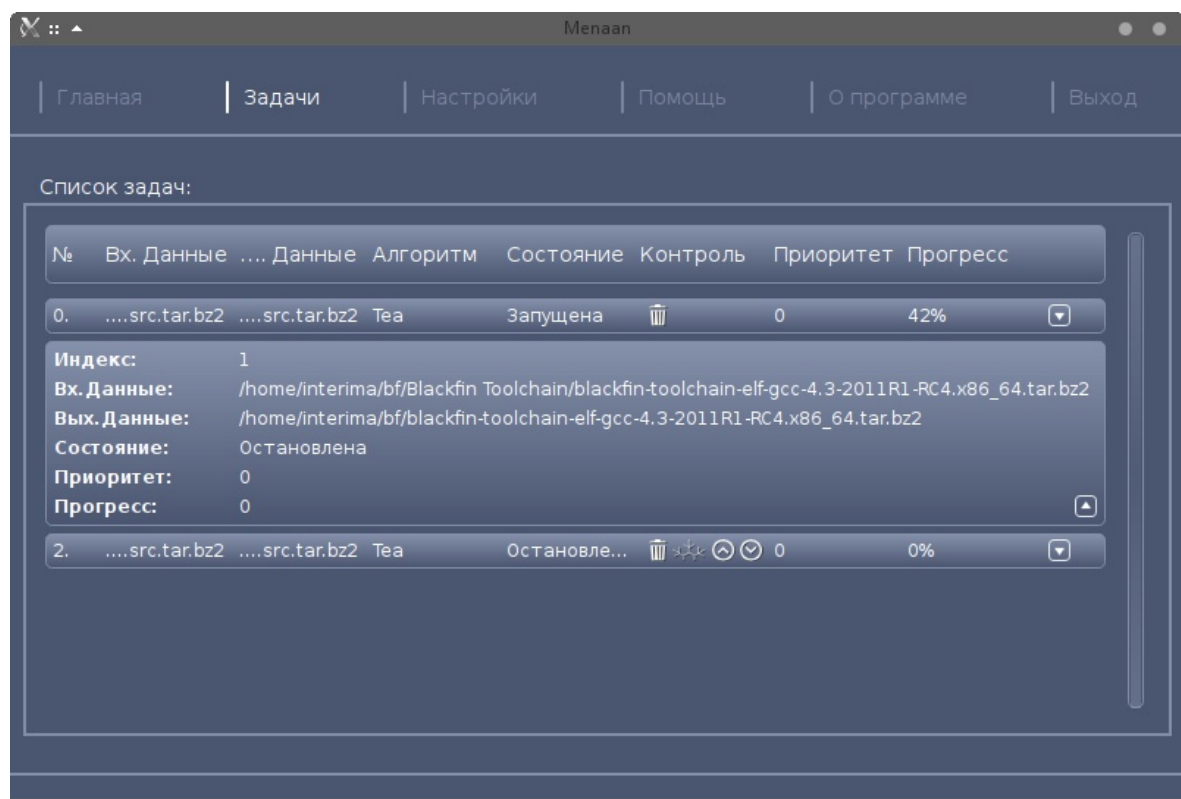 Menaan
Главная Задачи Настройки Помощь О программе Выход
Список задач:
№ Вх. Данные .... Данные Алгоритм Состояние Контроль Приоритет Прогресс
0. ....src.tar.bz2 ....src.tar.bz2 Tea Запущена 0 42%
Индекс: 1
Вх.Данные: /home/interima/bf/Blackfin Toolchain/blackfin-toolchain-elf-gcc-4.3-2011R1-RC4.x86_64.tar.bz2
Вых.Данные: /home/interima/bf/blackfin-toolchain-elf-gcc-4.3-2011R1-RC4.x86_64.tar.bz2
Состояние: Остановлена
Приоритет: 0
Прогресс: 0
2. ....src.tar.bz2 ....src.tar.bz2 Tea Остановле... 0 0%